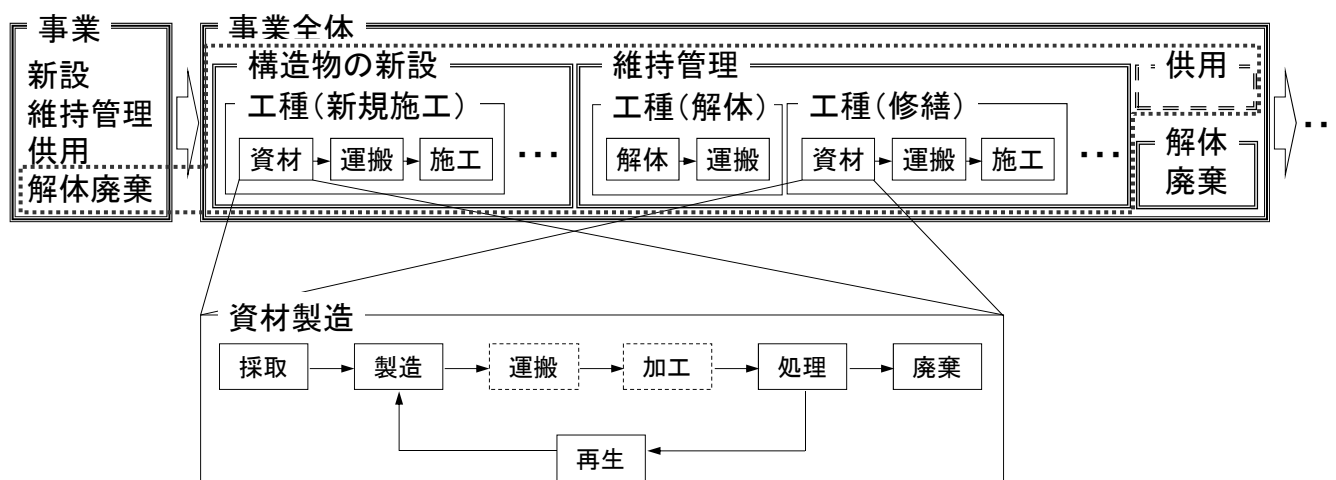 事業
新設
維持管理
供用
解体廃棄
事業全体
構造物の新設
工種(新規施工)
資材
運搬
施工
…
維持管理
工種(解体)
解体
運搬
工種(修繕)
資材
運搬
施工
…
供用
解体
廃棄
‥
資材製造
採取
製造
運搬
加工
処理
廃棄
再生